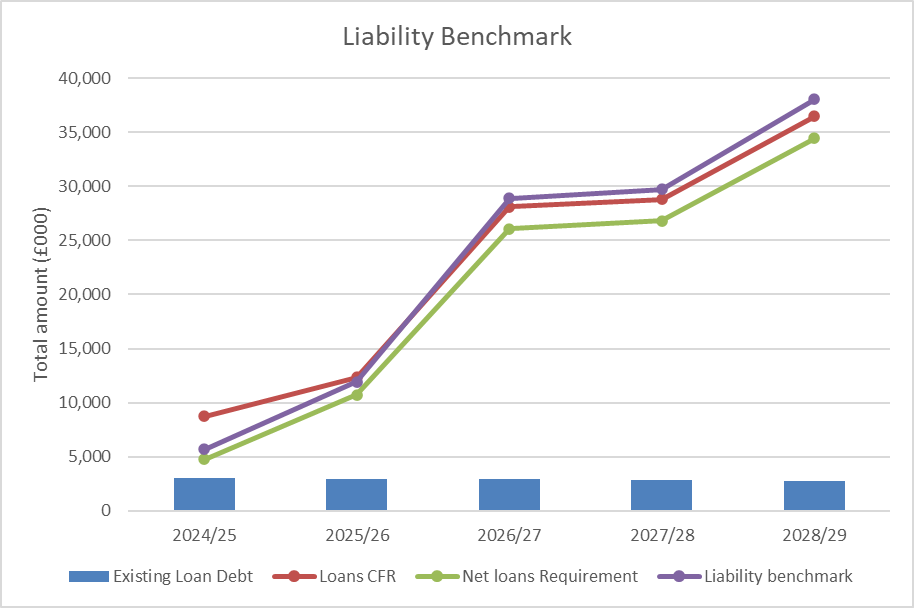 Liability Benchmark
Total amount (£000)
40,000
35,000
30,000
25,000
20,000
15,000
10,000
5,000
0
2024/25 2025/26 2026/27 2027/28 2028/29
Existing Loan Debt Loans CFR Net loans Requirement Liability benchmark